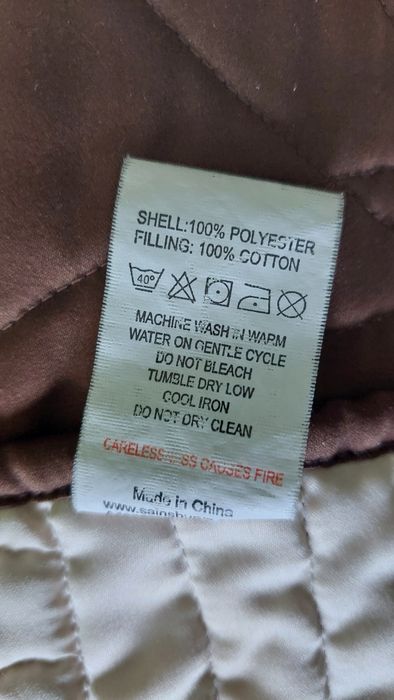 SHELL:100% POLYESTER
FILLING: 100% COTTON
40°
MACHINE WASH IN WARM
WATER ON GENTLE CYCLE
DO NOT BLEACH
TUMBLE DRY LOW
COOL IRON
DO NOT DRY CLEAN
CAUSES FIRE
Made in China